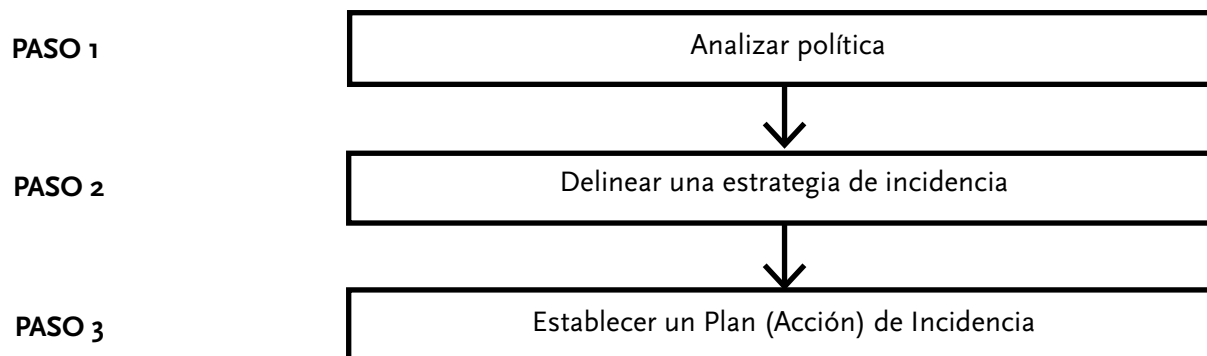 PASO 1
Analizar política
PASO 2
Delinear una estrategia de incidencia
PASO 3
Establecer un Plan (Acción) de Incidencia